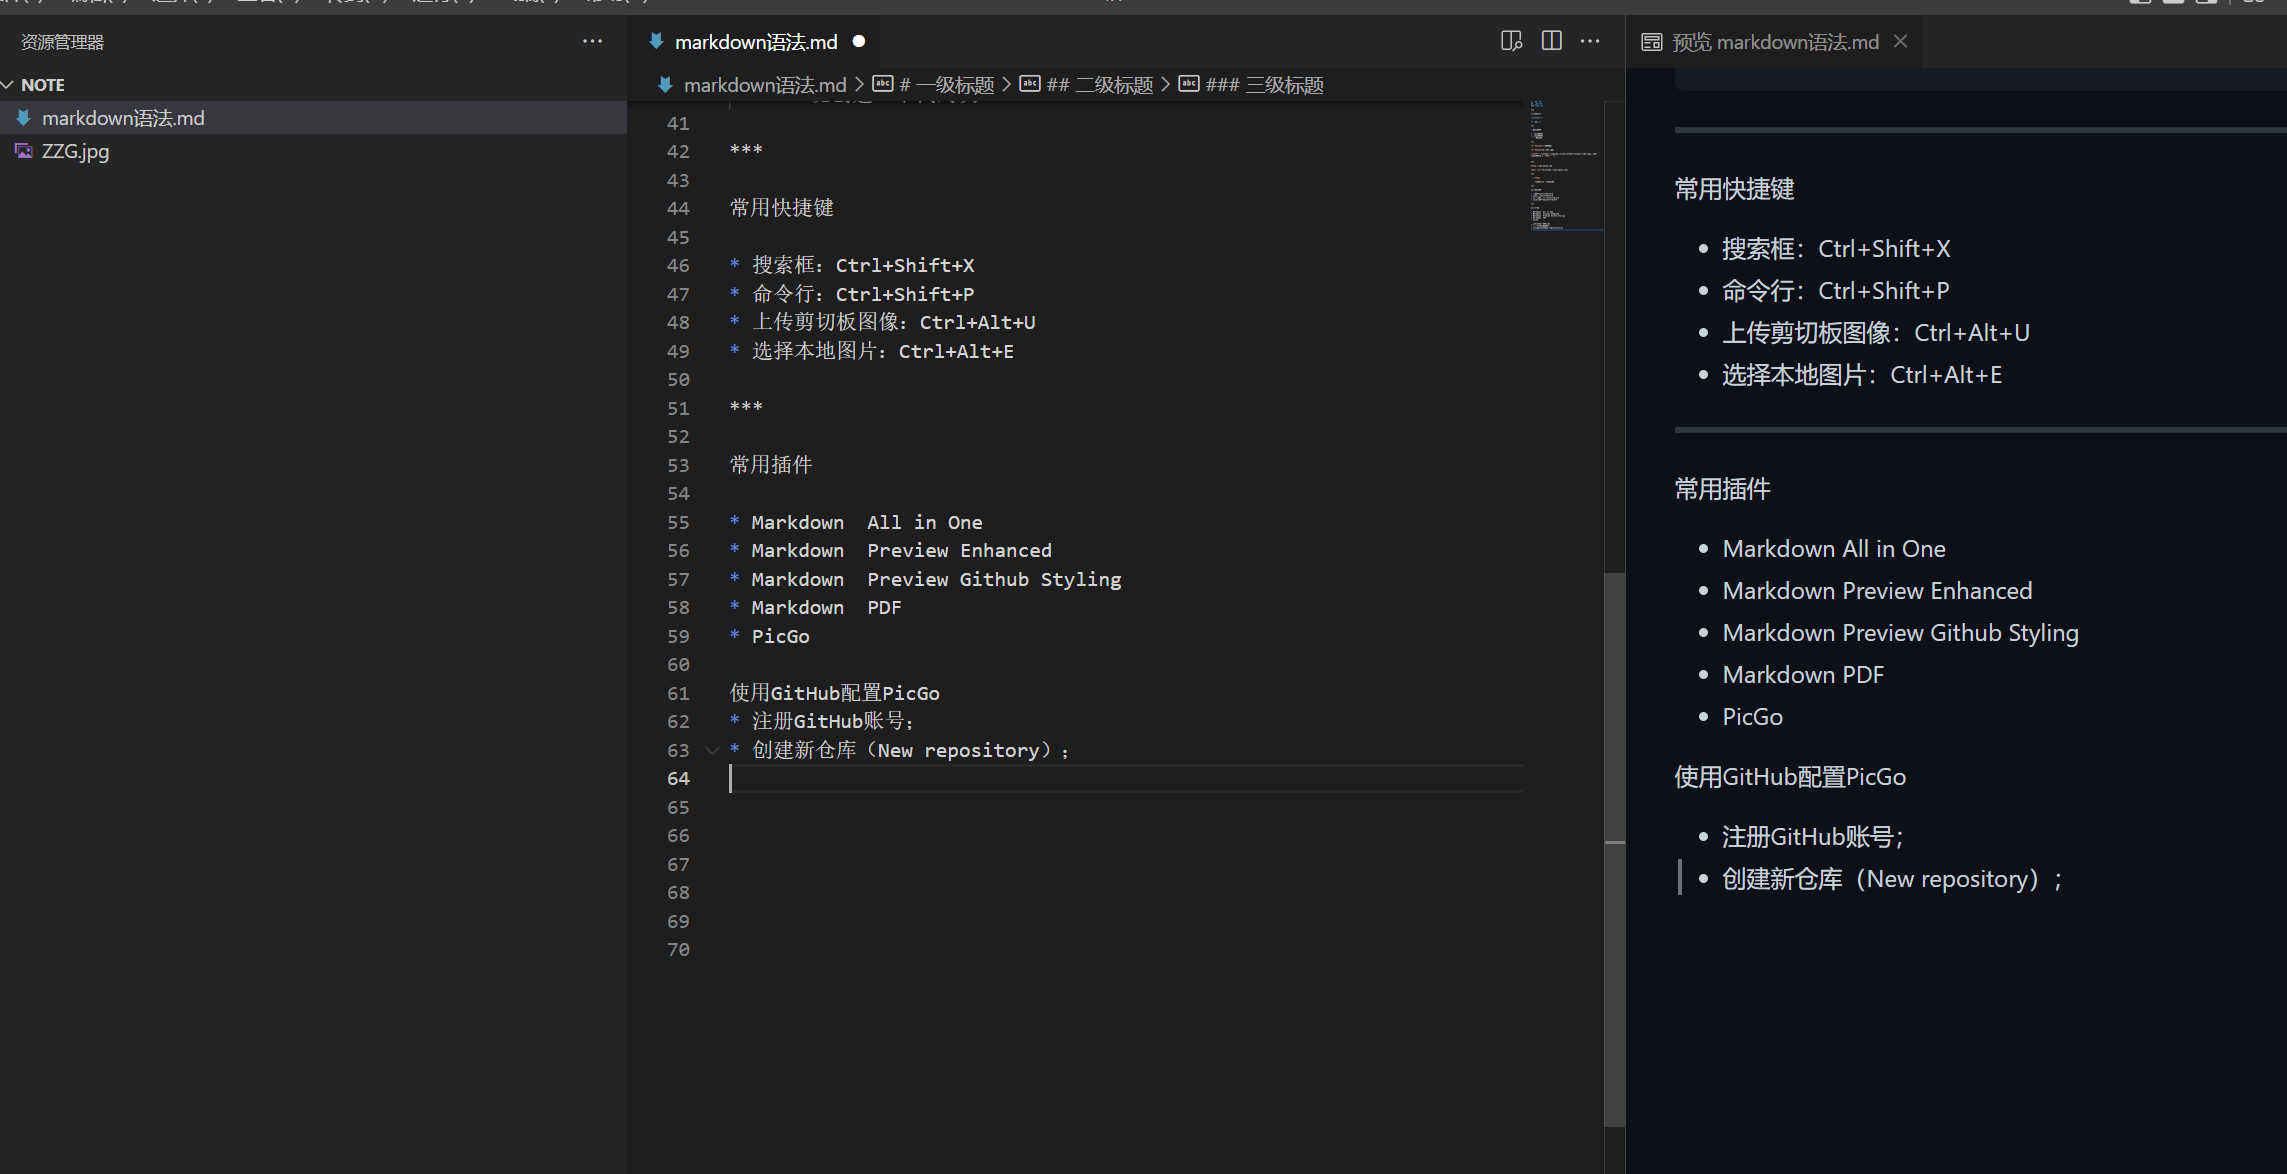 资源管理器
NOTE
markdown语法.md
ZZG.jpg
markdown语法.md
markdown语法.md > # 一级标题 > ## 二级标题 > ### 三级标题
41
42 ***
43
44 常用快捷键
45
46 * 搜索框：Ctrl+Shift+X
47 * 命令行：Ctrl+Shift+P
48 * 上传剪切板图像：Ctrl+Alt+U
49 * 选择本地图片：Ctrl+Alt+E
50
51 ***
52
53 常用插件
54
55 * Markdown  All in One
56 * Markdown  Preview Enhanced
57 * Markdown  Preview Github Styling
58 * Markdown  PDF
59 * PicGo
60
61 使用GitHub配置PicGo
62 * 注册GitHub账号；
63 * 创建新仓库（New repository）；
64
65
66
67
68
69
70
预览 markdown语法.md
常用快捷键
• 搜索框：Ctrl+Shift+X
• 命令行：Ctrl+Shift+P
• 上传剪切板图像：Ctrl+Alt+U
• 选择本地图片：Ctrl+Alt+E
常用插件
• Markdown All in One
• Markdown Preview Enhanced
• Markdown Preview Github Styling
• Markdown PDF
• PicGo
使用GitHub配置PicGo
• 注册GitHub账号；
• 创建新仓库（New repository）；